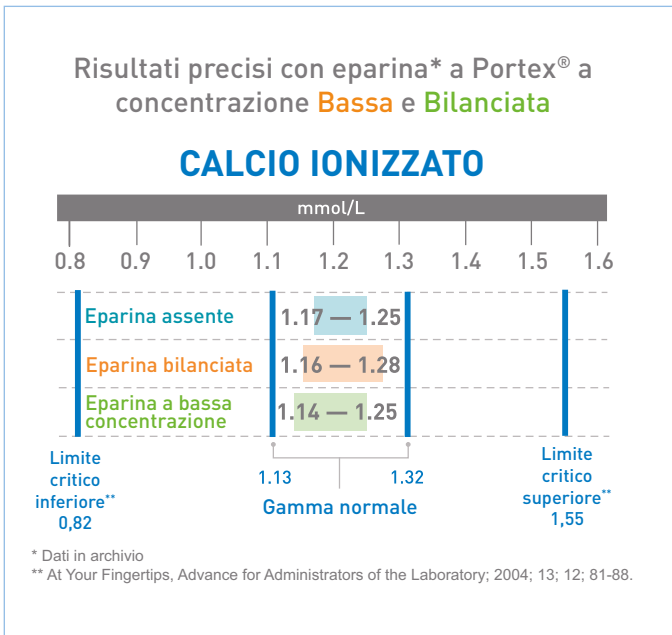 Risultati precisi con eparina* a Portex® a
concentrazione Bassa e Bilanciata
CALCIO IONIZZATO
mmol/L
0.8 0.9 1.0 1.1 1.2 1.3 1.4 1.5 1.6
Eparina assente 1.17 — 1.25
Eparina bilanciata 1.16 — 1.28
Eparina a bassa
concentrazione 1.14 — 1.25
Limite
critico
inferiore**
0,82
1.13 1.32
Gamma normale
Limite
critico
superiore**
1,55
* Dati in archivio
** At Your Fingertips, Advance for Administrators of the Laboratory; 2004; 13; 12; 81-88.